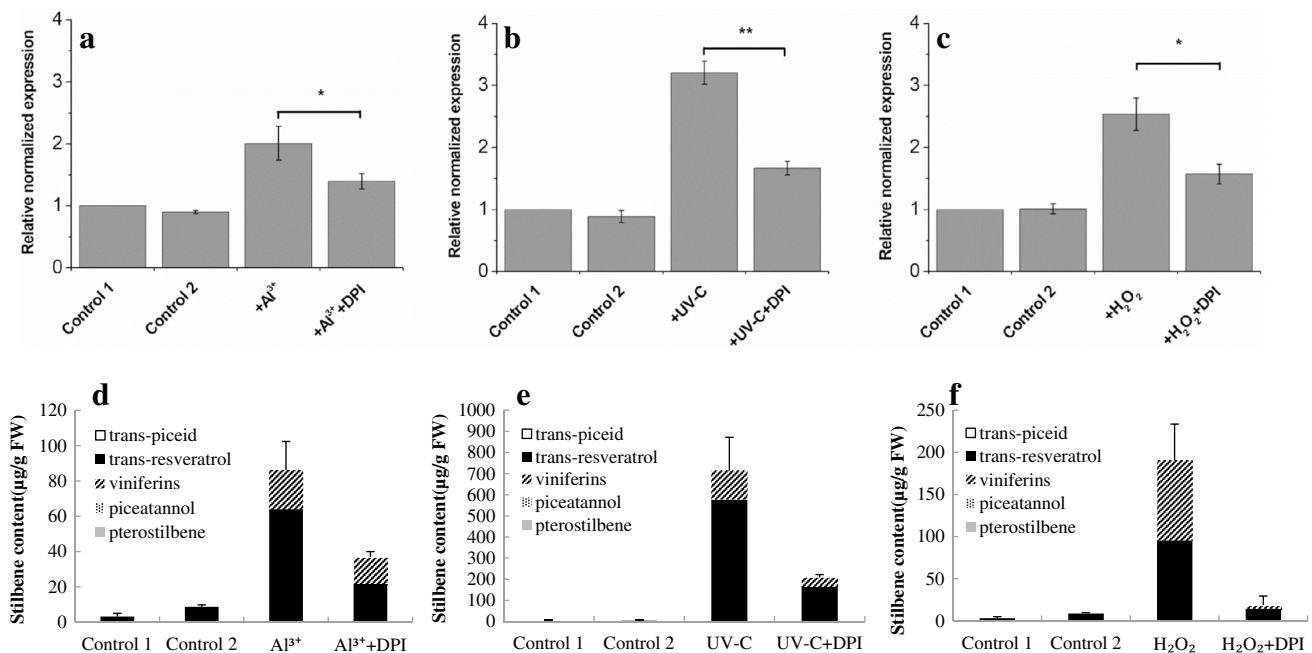 a
Relative normalized expression
4
3
2
1
0
*
Control 1
Control 2
+Al³⁺
+Al³⁺+DPI
b
Relative normalized expression
4
3
2
1
0
**
Control 1
Control 2
+UV-C
+UV-C+DPI
c
Relative normalized expression
4
3
2
1
0
*
Control 1
Control 2
+H₂O₂
+H₂O₂+DPI
d
Stilbene content(µg/g FW)
120
100
80
60
40
20
0
trans-piceid
trans-resveratrol
viniferins
piceatannol
pterostilbene
Control 1
Control 2
Al³⁺
Al³⁺+DPI
e
Stilbene content(µg/g FW)
1000
900
800
700
600
500
400
300
200
100
0
trans-piceid
trans-resveratrol
viniferins
piceatannol
pterostilbene
Control 1
Control 2
UV-C
UV-C+DPI
f
Stilbene content(µg/g FW)
250
200
150
100
50
0
trans-piceid
trans-resveratrol
viniferins
piceatannol
pterostilbene
Control 1
Control 2
H₂O₂
H₂O₂+DPI